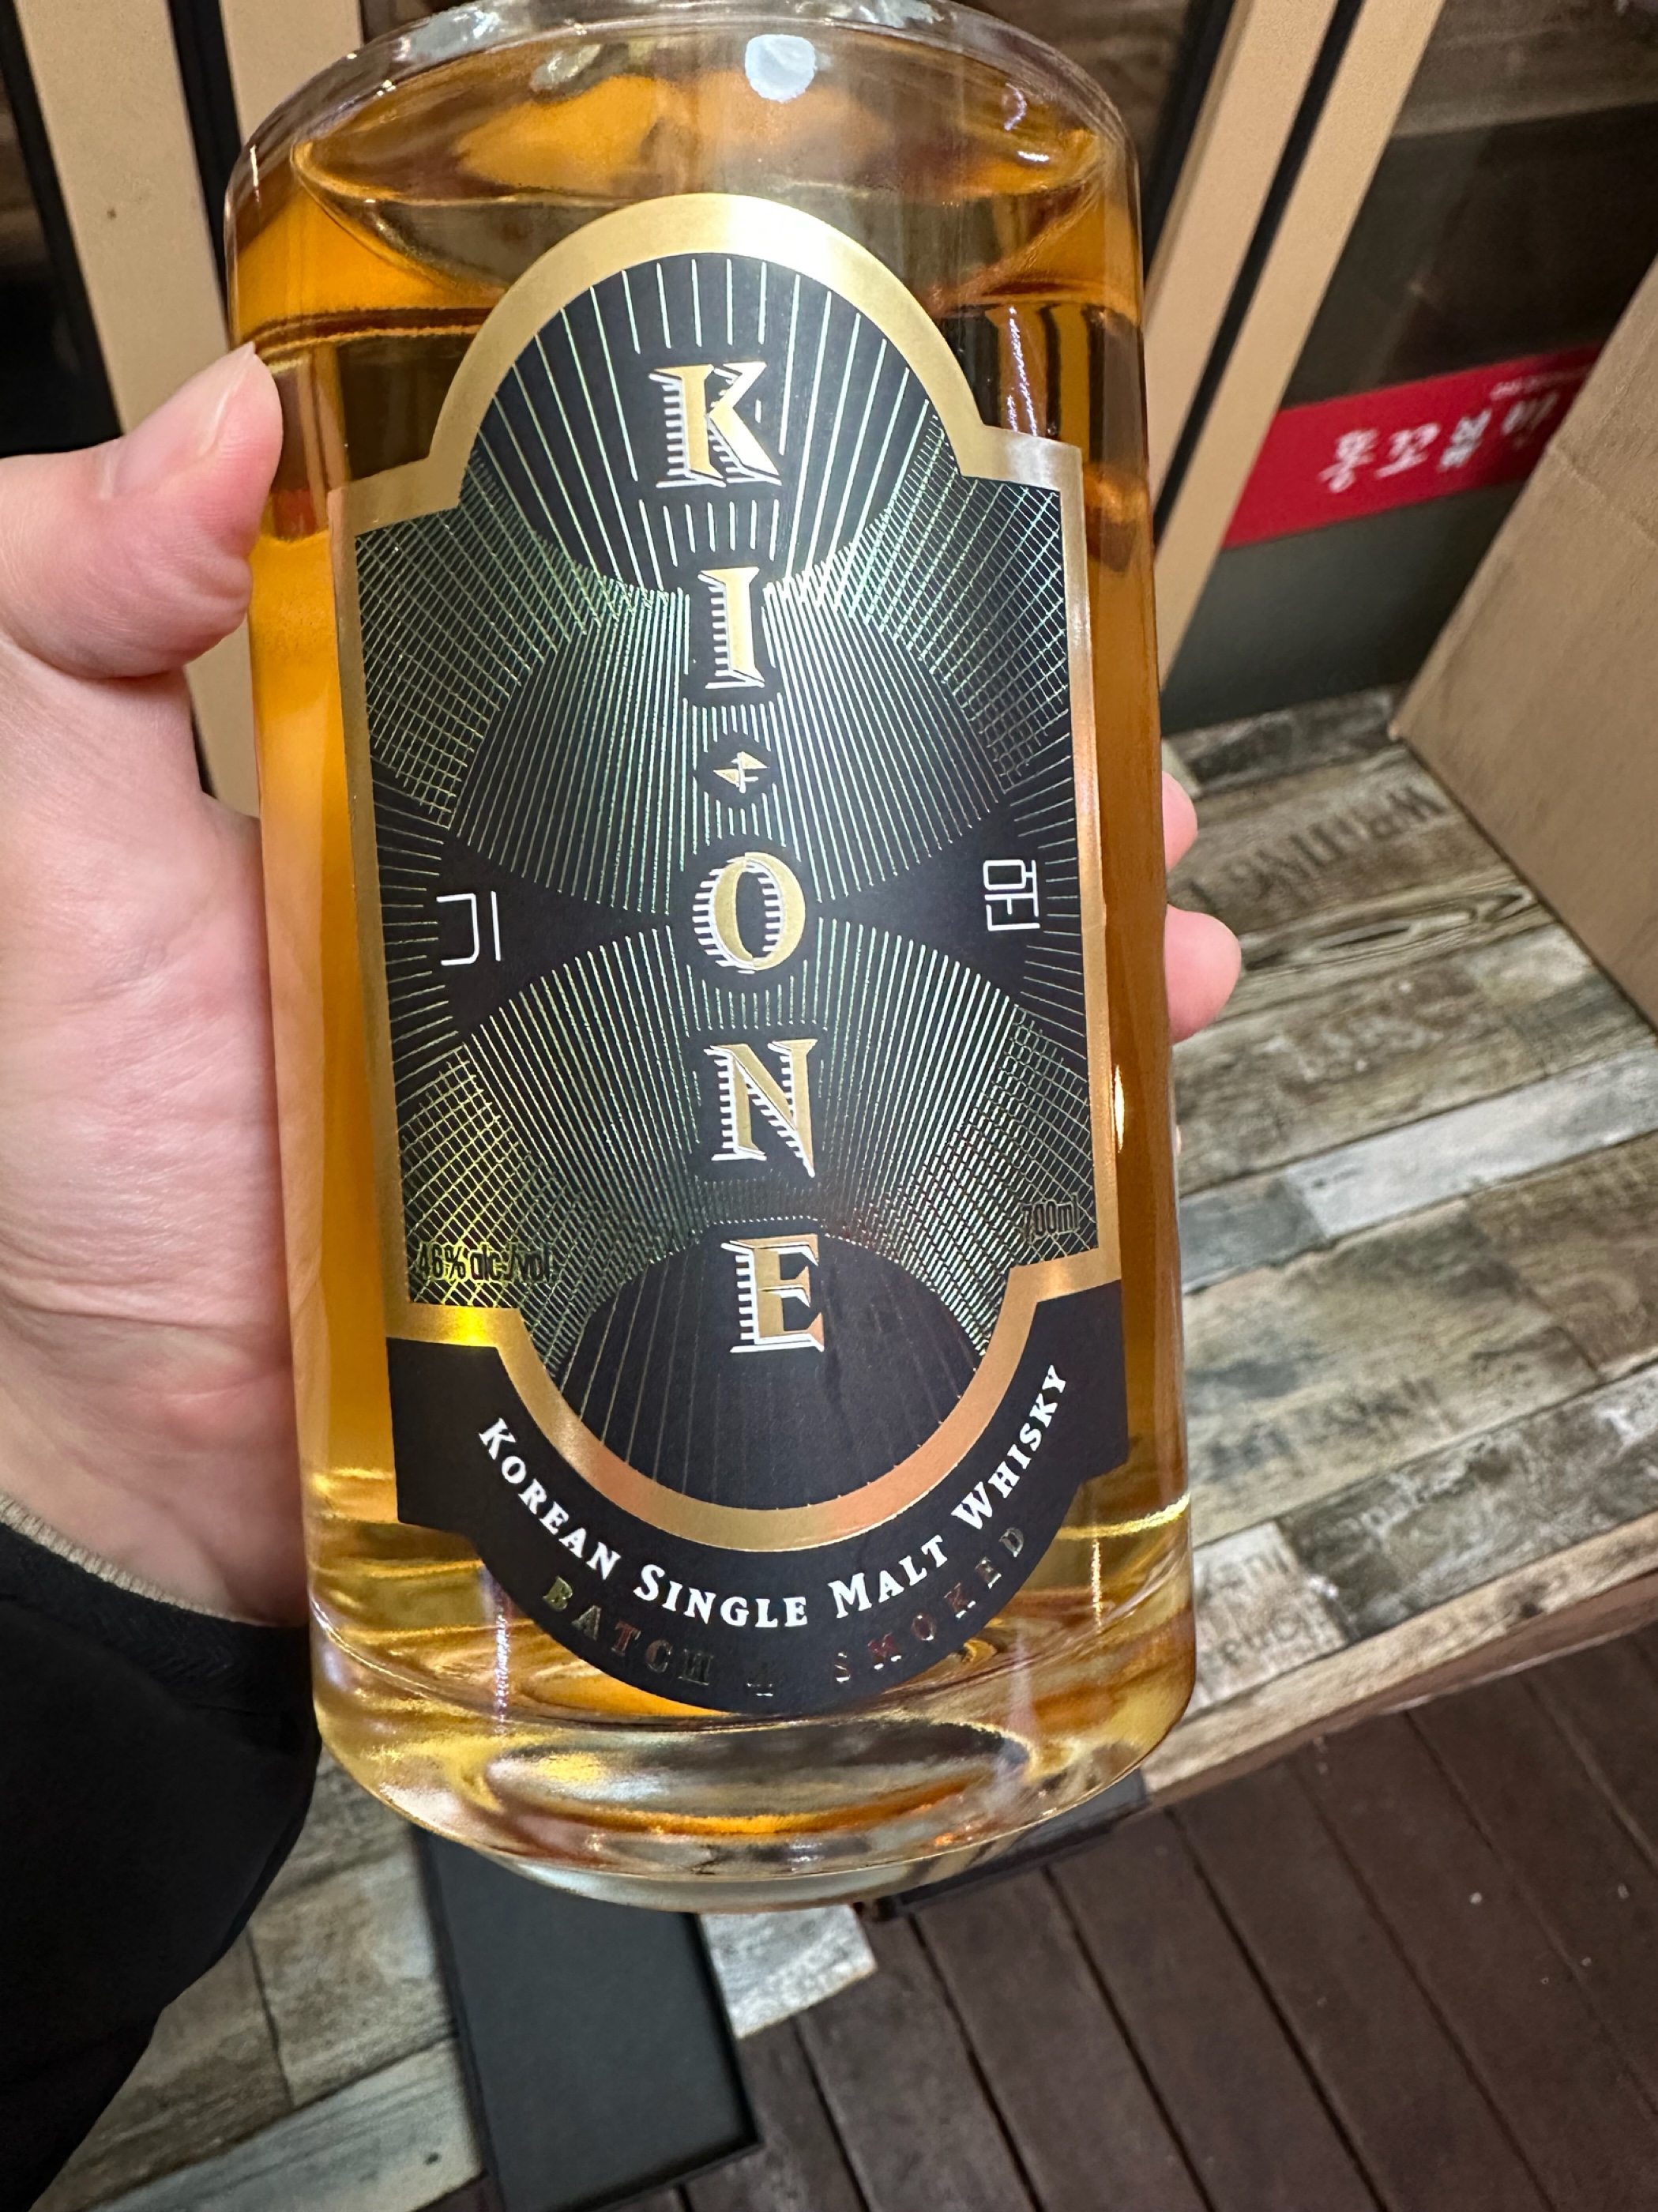 KI
ONE
기 원
46% alc/vol
700ml
KOREAN SINGLE MALT WHISKY
BATCH 4 SMOKED